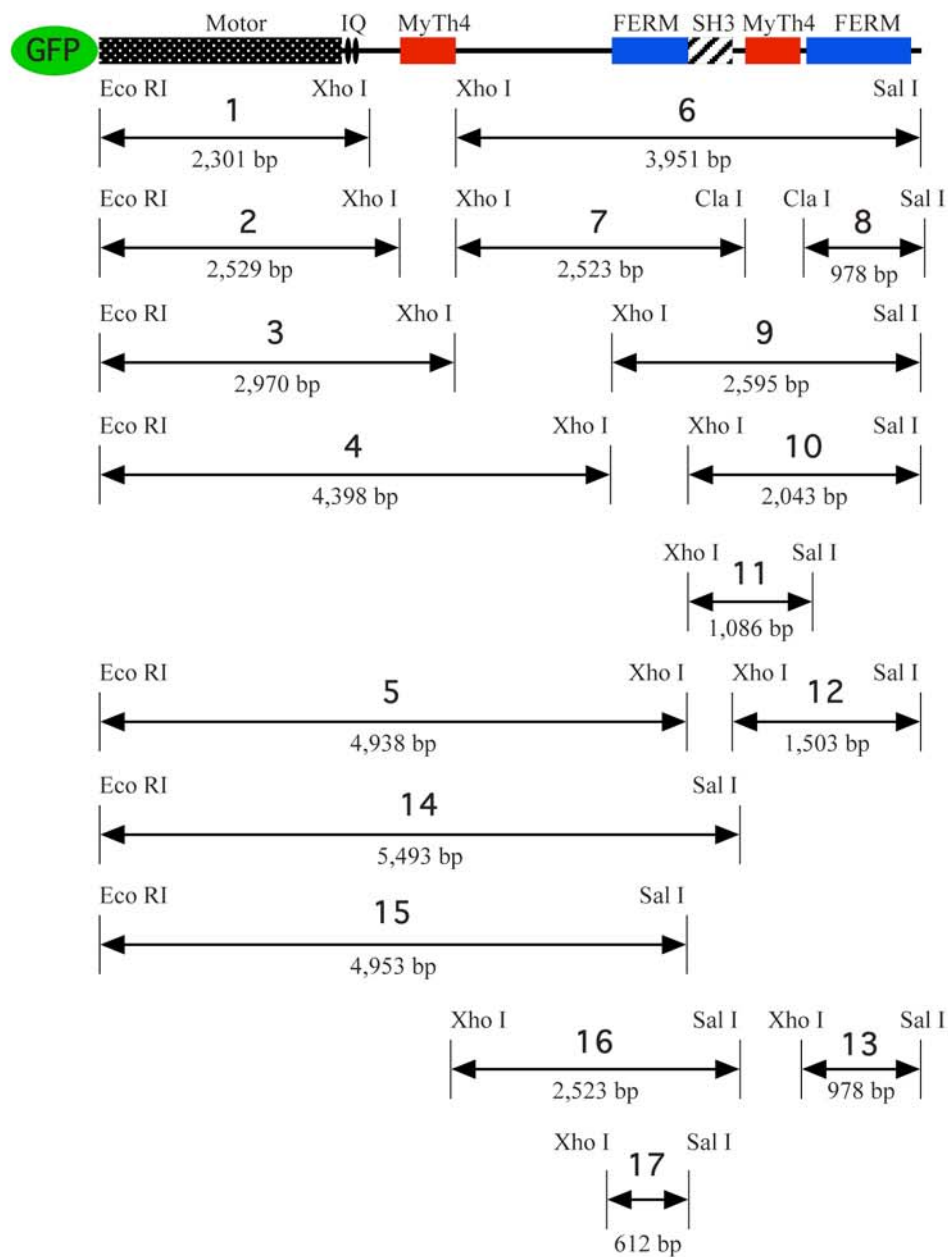 Motor IQ MyTh4 FERM SH3 MyTh4 FERM
GFP
Eco RI Xho I Xho I Sal I
1 6
2,301 bp 3,951 bp
Eco RI Xho I Xho I Cla I Cla I Sal I
2 7 8
2,529 bp 2,523 bp 978 bp
Eco RI Xho I Xho I Sal I
3 9
2,970 bp 2,595 bp
Eco RI Xho I Xho I Sal I
4 10
4,398 bp 2,043 bp
Xho I Sal I
11
1,086 bp
Eco RI Xho I Xho I Sal I
5 12
4,938 bp 1,503 bp
Eco RI Sal I
14
5,493 bp
Eco RI Sal I
15
4,953 bp
Xho I Sal I Xho I Sal I
16 13
2,523 bp 978 bp
Xho I Sal I
17
612 bp